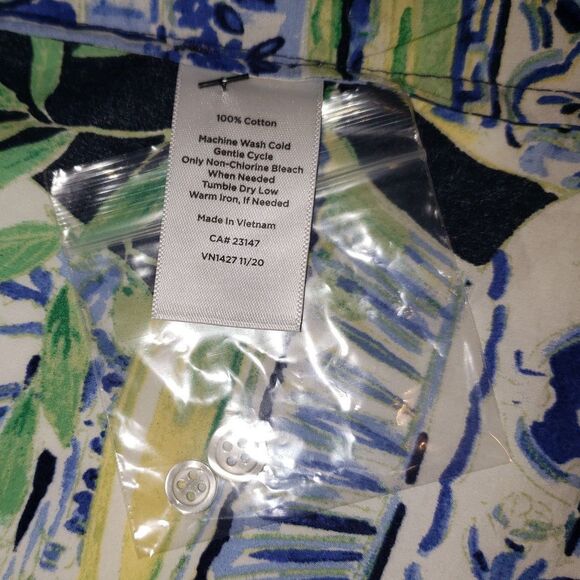 100% Cotton
Machine Wash Cold
Gentle Cycle
Only Non-Chlorine Bleach
When Needed
Tumble Dry Low
Warm Iron, If Needed
Made In Vietnam
CA# 23147
VN1427 11/20